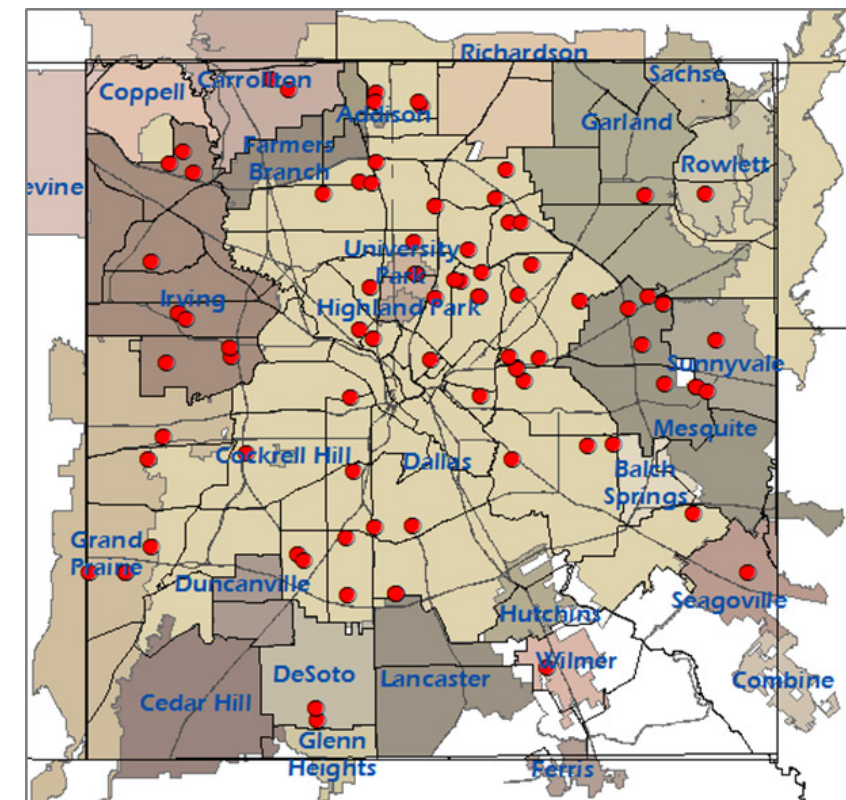 Richardson
Carrollton
Sachse
Coppell
Addison
Garland
Farmers
Branch
Rowlett
evine
University
Park
Irving
Highland Park
Sunnyvale
Mesquite
Cockrell Hill
Dallas
Balch
Springs
Grand
Prairie
Duncanville
Hutchins
Seagoville
Wilmer
DeSoto
Lancaster
Combine
Cedar Hill
Glenn
Heights
Ferris